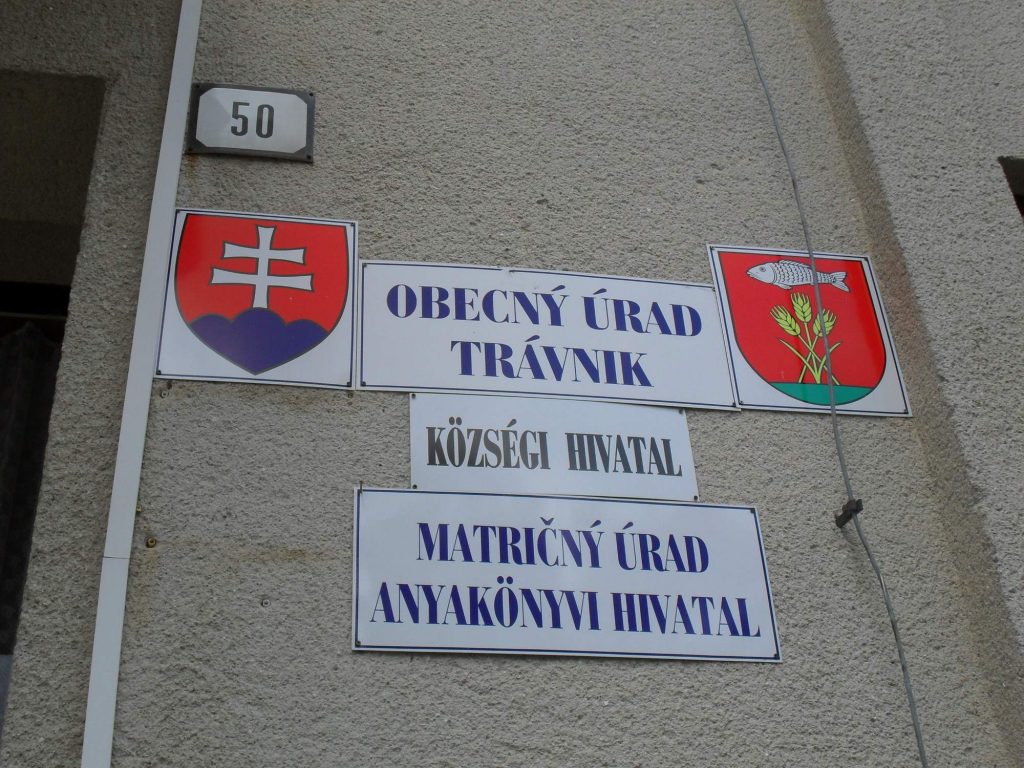 50
OBECNÝ ÚRAD
TRÁVNIK
KÖZSÉGI HIVATAL
MATRIČNÝ ÚRAD
ANYAKÖNYVI HIVATAL